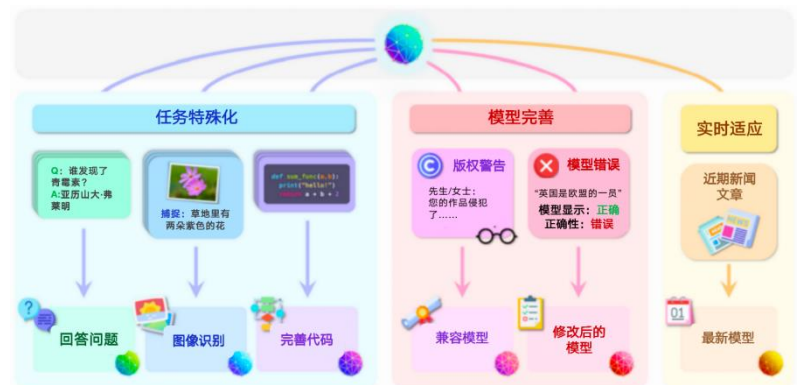 任务特殊化
模型完善
实时适应
Q：谁发现了
青霉素？
A:亚历山大·弗
莱明
捕捉：草地里有
两朵紫色的花
def sum_func(a,b):
print("hello!")
return a + b + 2
版权警告
先生/女士：
您的作品侵犯
了……
模型错误
“英国是欧盟的一员”
模型显示：正确
正确性：错误
近期新闻
文章
NEWS
回答问题
图像识别
完善代码
兼容模型
修改后的
模型
01
最新模型